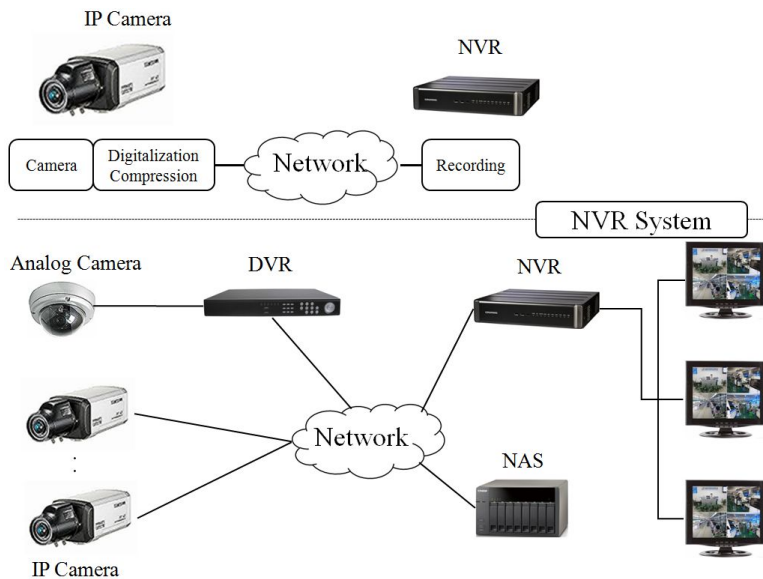 IP Camera
NVR
Camera
Digitalization
Compression
Network
Recording
NVR System
Analog Camera
DVR
NVR
Network
:
NAS
IP Camera